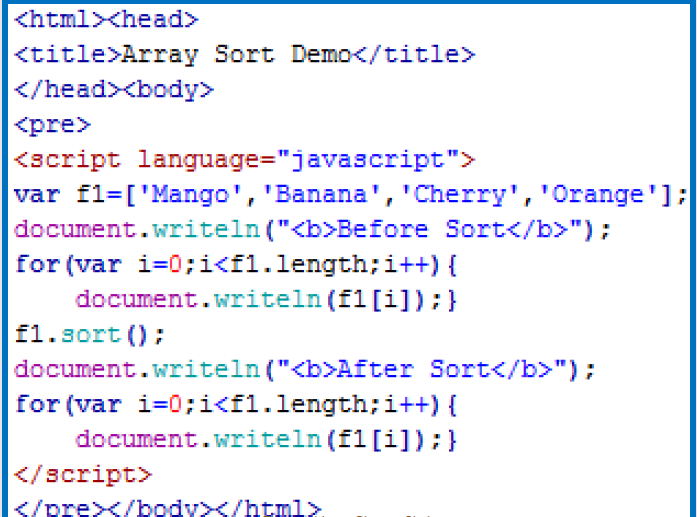 <html><head>
<title>Array Sort Demo</title>
</head><body>
<pre>
<script language="javascript">
var f1=['Mango','Banana','Cherry','Orange'];
document.writeln("<b>Before Sort</b>");
for(var i=0;i<f1.length;i++){
    document.writeln(f1[i]);}
f1.sort();
document.writeln("<b>After Sort</b>");
for(var i=0;i<f1.length;i++){
    document.writeln(f1[i]);}
</script>
</pre></body></html>